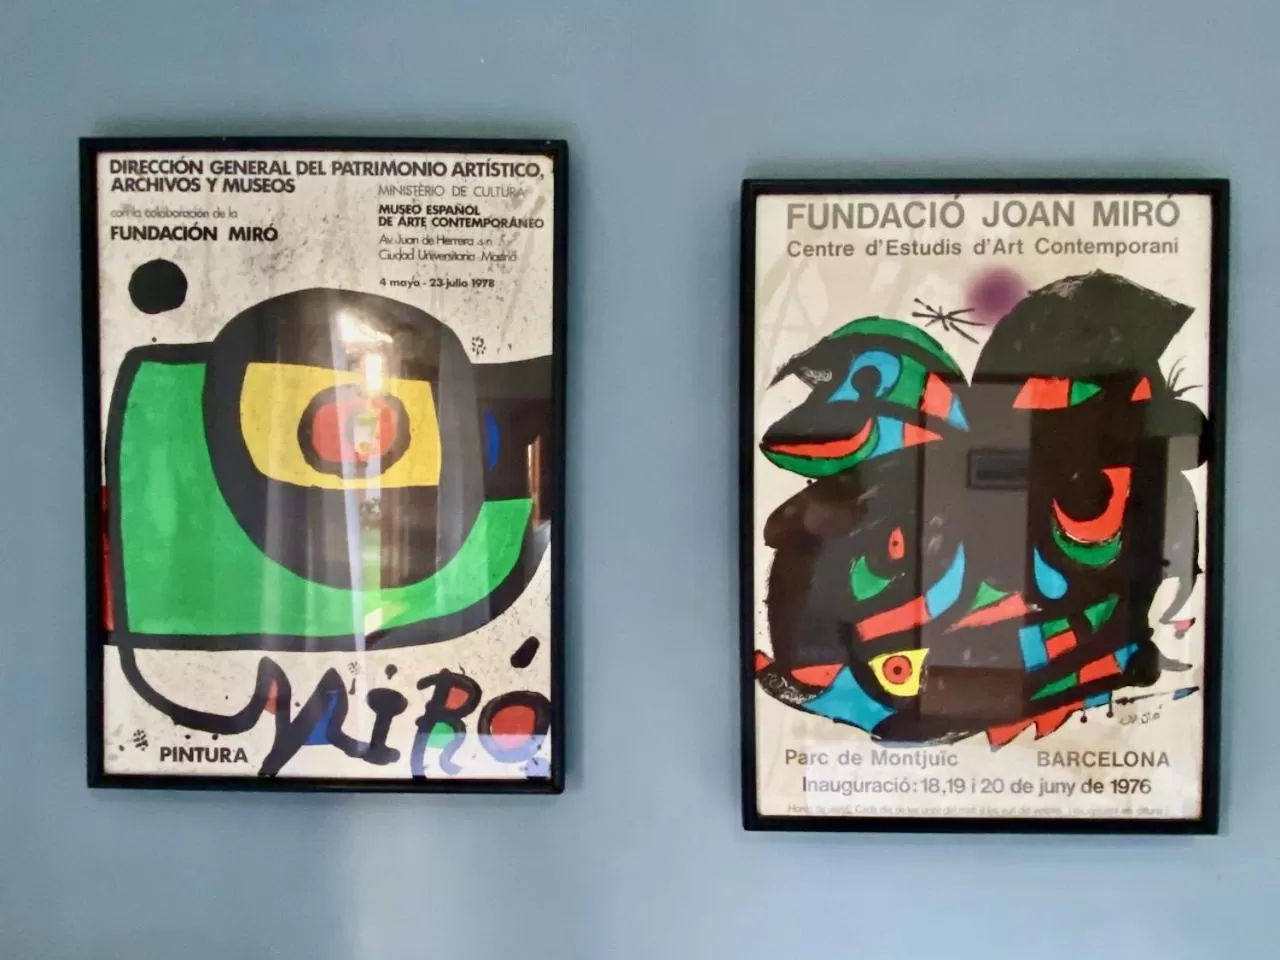 DIRECCIÓN GENERAL DEL PATRIMONIO ARTÍSTICO,
ARCHIVOS Y MUSEOS
con la colaboración de la
FUNDACIÓN MIRÓ
MINISTERIO DE CULTURA
MUSEO ESPAÑOL
DE ARTE CONTEMPORÁNEO
Av. Juan de Herrera s/n
Ciudad Universitaria Madrid
4 mayo - 23 julio 1978
MIRÓ
PINTURA
FUNDACIÓ JOAN MIRÓ
Centre d'Estudis d'Art Contemporani
Miró
Parc de Montjuïc BARCELONA
Inauguració: 18, 19 i 20 de juny de 1976